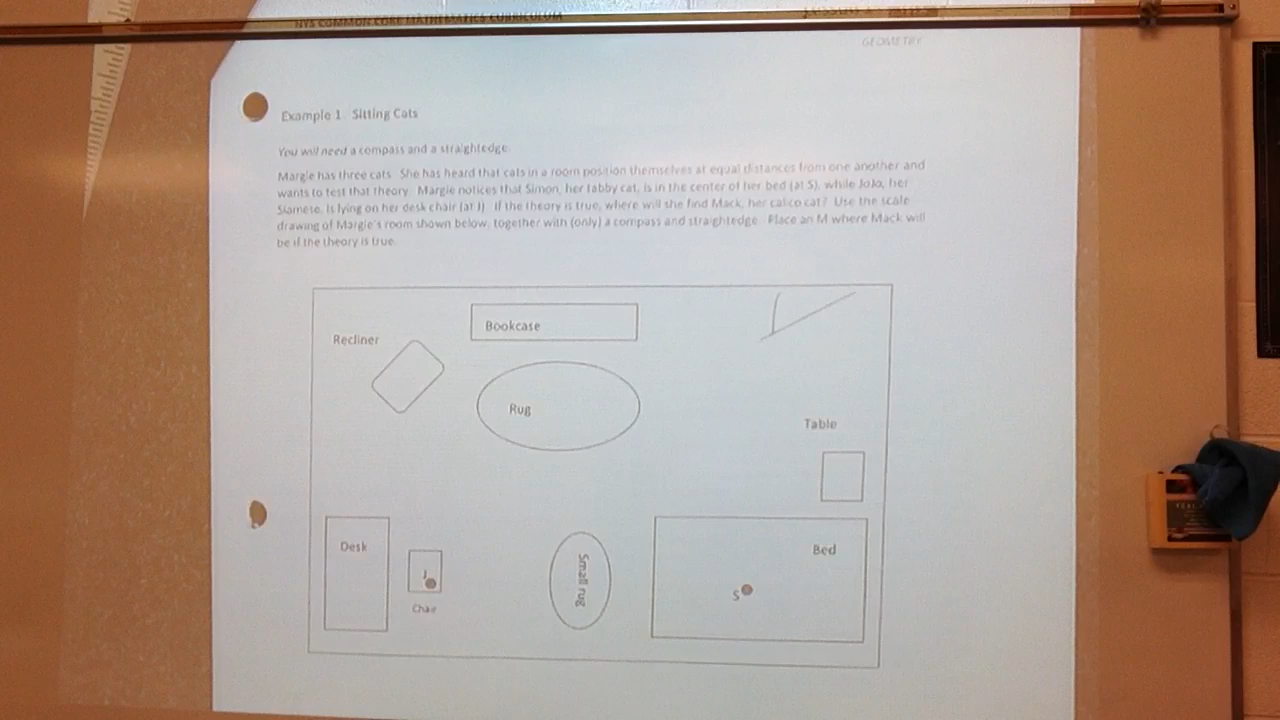 NYS COMMON CORE MATHEMATICS CURRICULUM
GEOMETRY
Example 1 Sitting Cats
You will need a compass and a straightedge.
Margie has three cats. She has heard that cats in a room position themselves at equal distances from one another and
wants to test that theory. Margie notices that Simon, her tabby cat, is in the center of her bed (at S), while JoJo, her
Siamese, is lying on her desk chair (at J). If the theory is true, where will she find Mack, her calico cat? Use the scale
drawing of Margie's room shown below, together with (only) a compass and straightedge. Place an M where Mack will
be if the theory is true.
Bookcase
Recliner
Rug
Table
Desk
J
Chair
Small rug
Bed
S